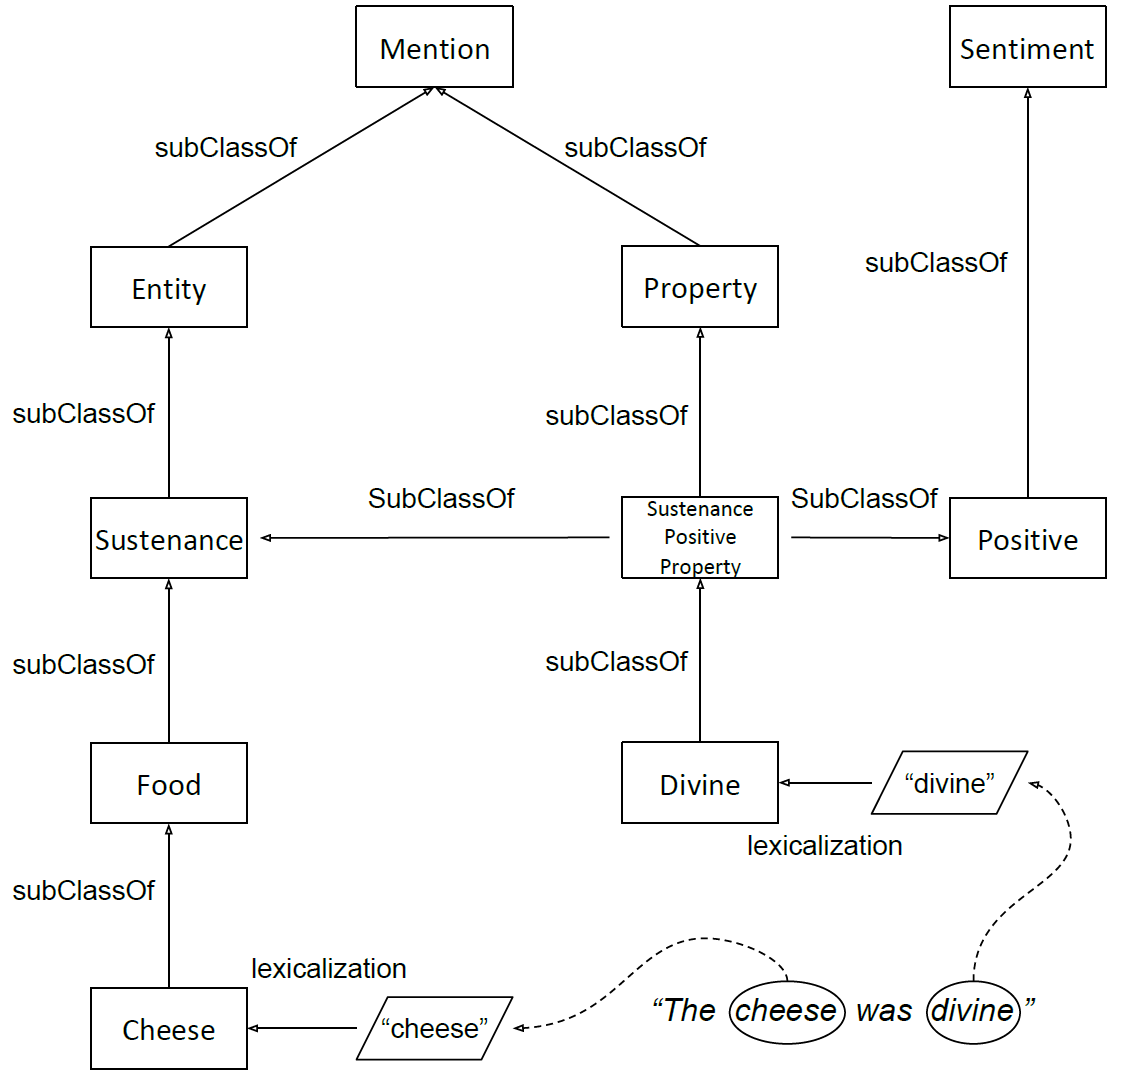 Mention
Sentiment
subClassOf
subClassOf
subClassOf
Entity
Property
subClassOf
subClassOf
SubClassOf
SubClassOf
Sustenance
Sustenance
Positive
Property
Positive
subClassOf
subClassOf
Food
Divine
“divine”
lexicalization
subClassOf
lexicalization
Cheese
“cheese”
“The cheese was divine”